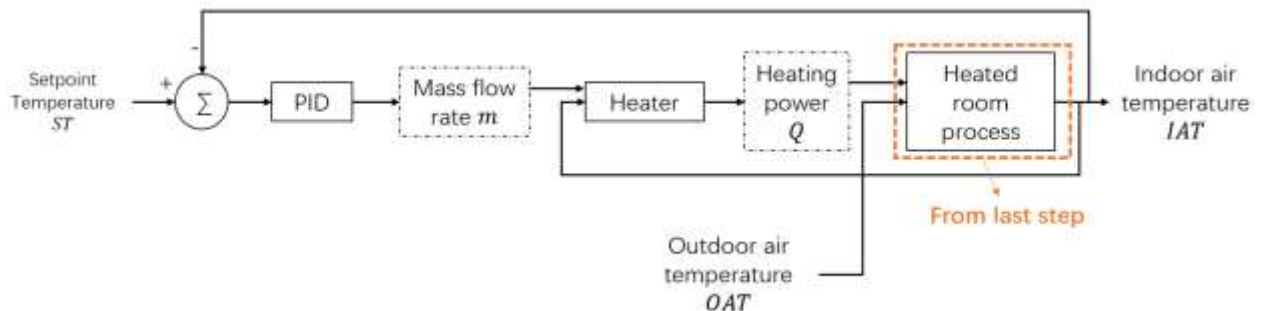 -
Setpoint
Temperature
ST
+
Σ
PID
Mass flow
rate m
Heater
Heating
power
Q
Heated
room
process
Indoor air
temperature
IAT
From last step
Outdoor air
temperature
OAT